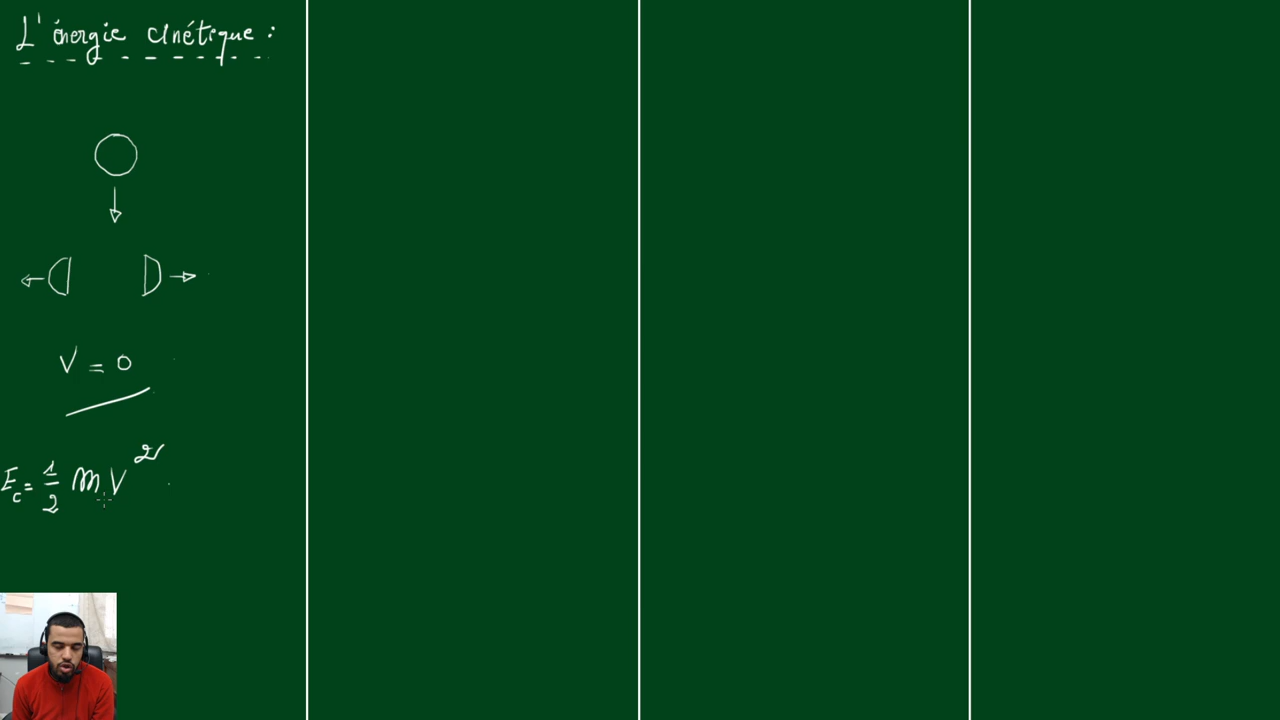 L'énergie cinétique :
V = 0
Ec = 1/2 m V²